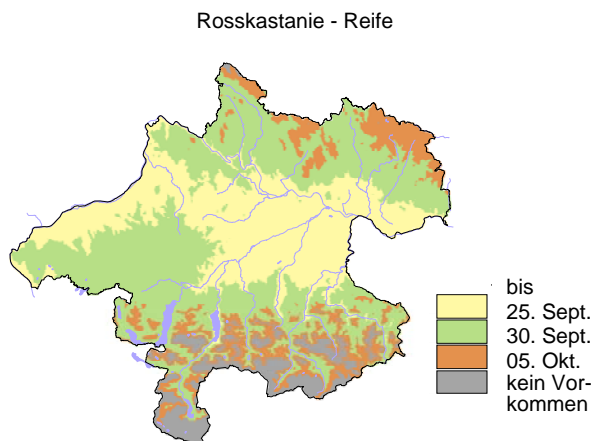 Rosskastanie - Reife
bis
25. Sept.
30. Sept.
05. Okt.
kein Vor-
kommen